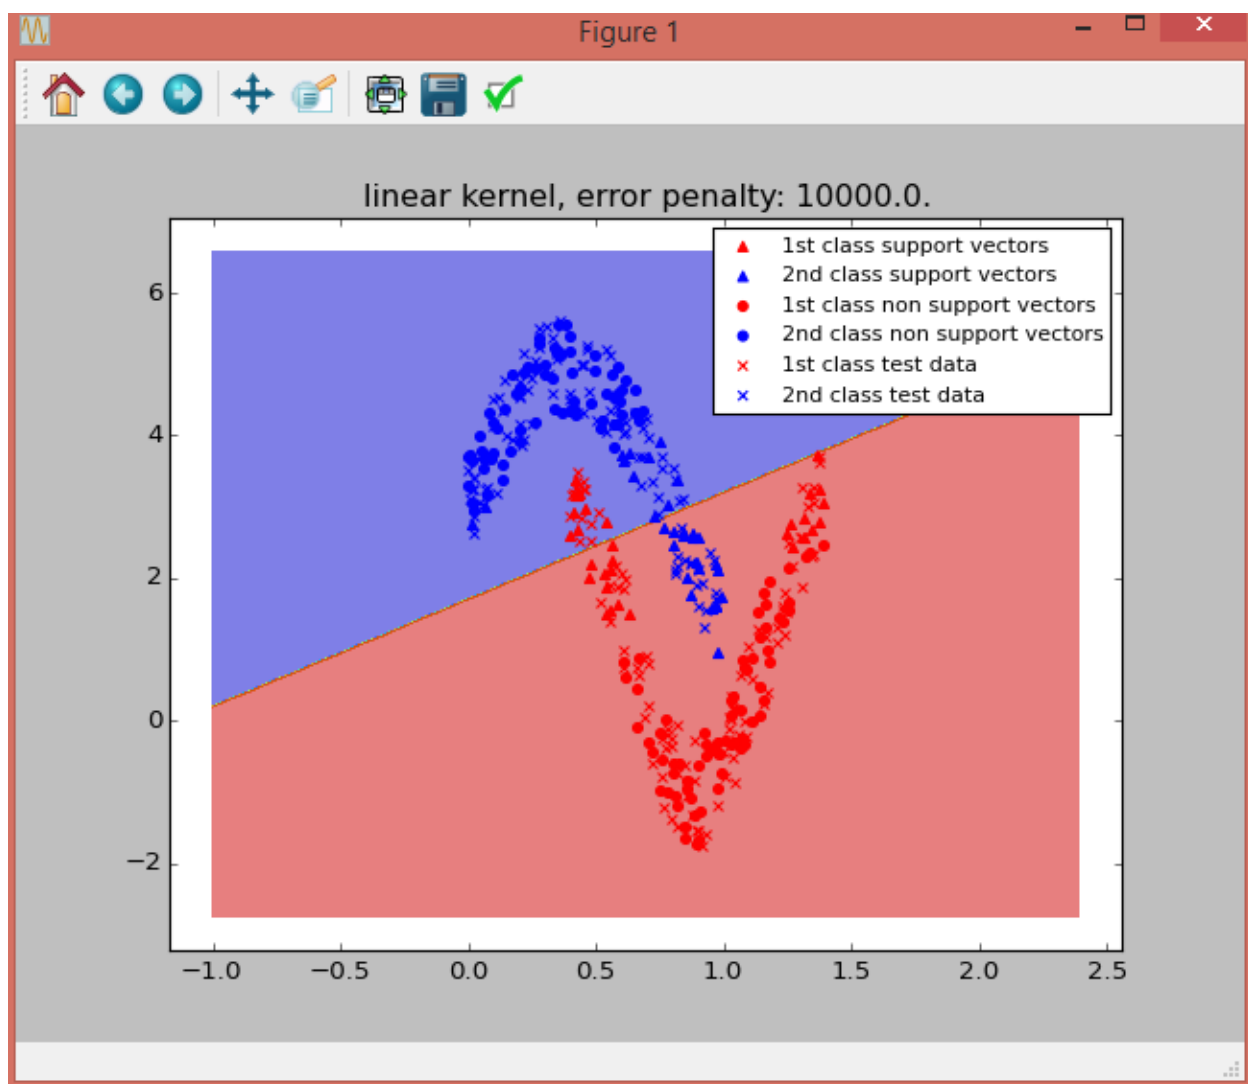 Figure 1
linear kernel, error penalty: 10000.0.
1st class support vectors
2nd class support vectors
1st class non support vectors
2nd class non support vectors
1st class test data
2nd class test data
6
4
2
0
−2
−1.0 −0.5 0.0 0.5 1.0 1.5 2.0 2.5